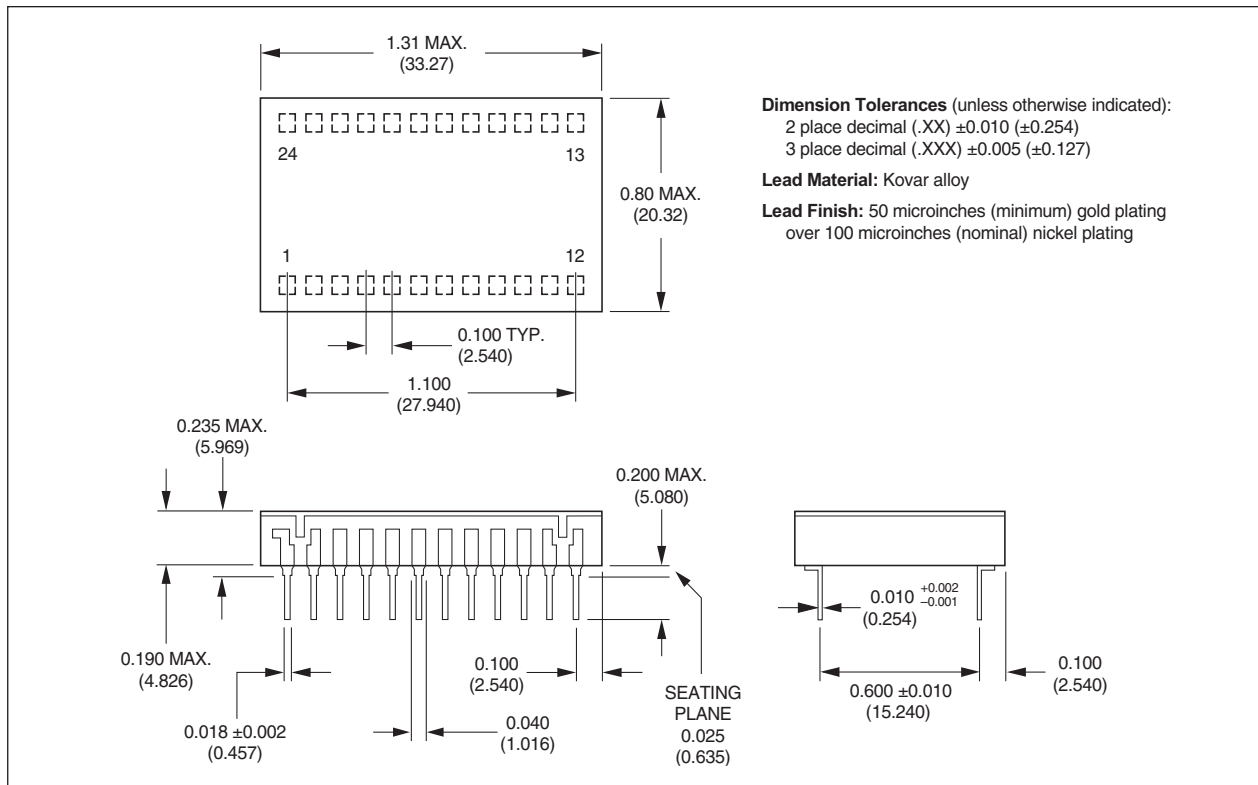 1.31 MAX.
(33.27)
Dimension Tolerances (unless otherwise indicated):
2 place decimal (.XX) ±0.010 (±0.254)
3 place decimal (.XXX) ±0.005 (±0.127)
Lead Material: Kovar alloy
Lead Finish: 50 microinches (minimum) gold plating
over 100 microinches (nominal) nickel plating
24
13
0.80 MAX.
(20.32)
1
12
0.100 TYP.
(2.540)
1.100
(27.940)
0.235 MAX.
(5.969)
0.200 MAX.
(5.080)
0.190 MAX.
(4.826)
0.018 ±0.002
(0.457)
0.040
(1.016)
0.100
(2.540)
SEATING
PLANE
0.025
(0.635)
0.010 +0.002
−0.001
(0.254)
0.600 ±0.010
(15.240)
0.100
(2.540)